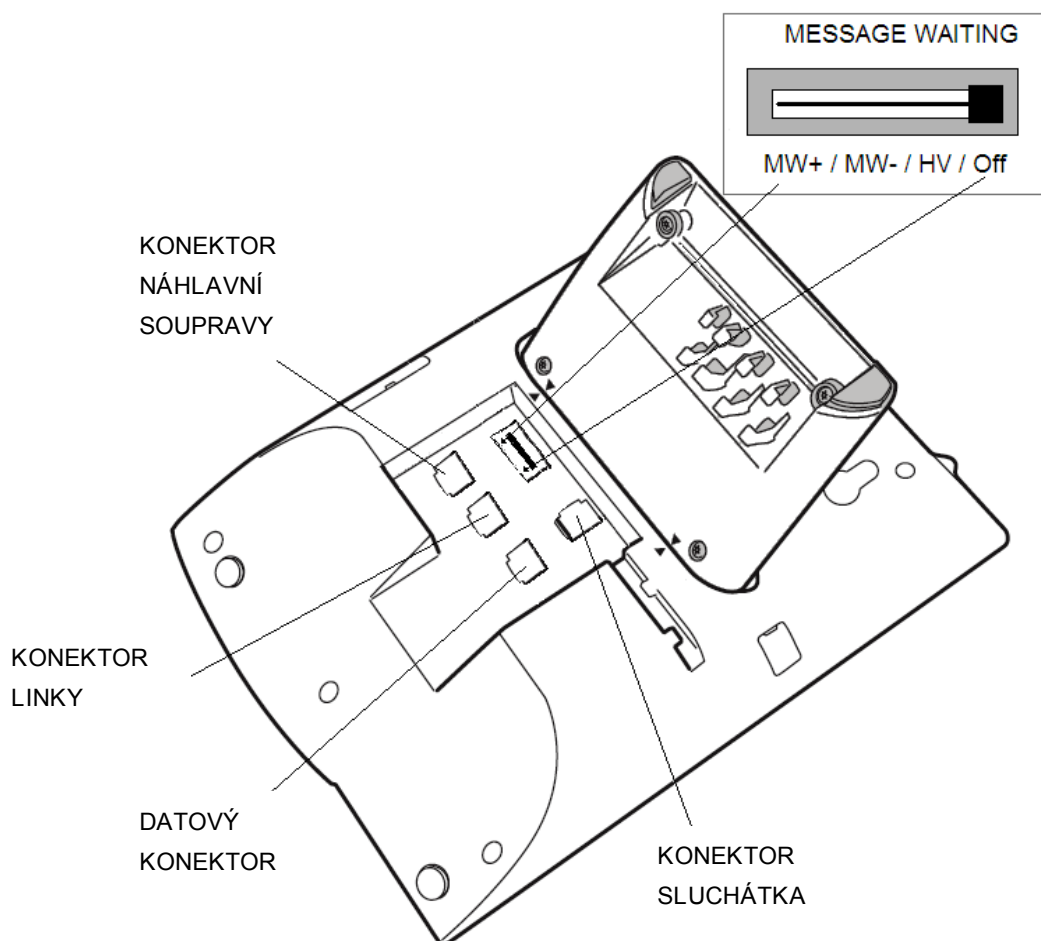 MESSAGE WAITING
MW+ / MW- / HV / Off
KONEKTOR
NÁHLAVNÍ
SOUPRAVY
KONEKTOR
LINKY
DATOVÝ
KONEKTOR
KONEKTOR
SLUCHÁTKA